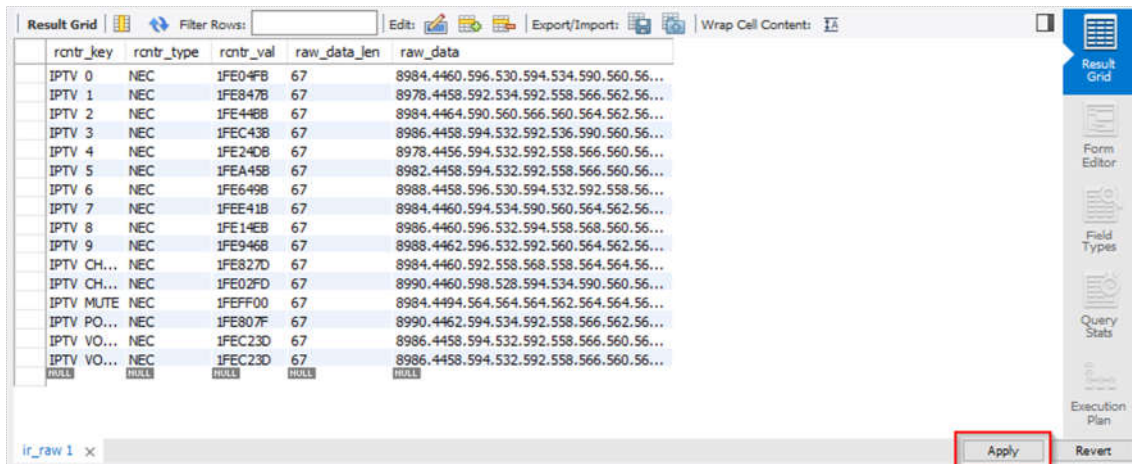 Result Grid Filter Rows: Edit: Export/Import: Wrap Cell Content:
rcntr_key rcntr_type rcntr_val raw_data_len raw_data
IPTV 0 NEC 1FE04FB 67 8984.4460.596.530.594.534.590.560.56...
IPTV 1 NEC 1FE847B 67 8978.4458.592.534.592.558.566.562.56...
IPTV 2 NEC 1FE44BB 67 8984.4464.590.560.566.560.564.562.56...
IPTV 3 NEC 1FEC43B 67 8986.4458.594.532.592.536.590.560.56...
IPTV 4 NEC 1FE24DB 67 8978.4456.594.532.592.558.566.560.56...
IPTV 5 NEC 1FEA45B 67 8982.4458.594.532.592.558.566.560.56...
IPTV 6 NEC 1FE649B 67 8988.4458.596.530.594.532.592.558.56...
IPTV 7 NEC 1FEE41B 67 8984.4460.594.534.590.560.564.562.56...
IPTV 8 NEC 1FE14EB 67 8986.4460.596.532.594.558.568.560.56...
IPTV 9 NEC 1FE946B 67 8988.4462.596.532.592.560.564.562.56...
IPTV CH... NEC 1FE827D 67 8984.4460.592.558.568.558.564.564.56...
IPTV CH... NEC 1FE02FD 67 8990.4460.598.528.594.534.590.560.56...
IPTV MUTE NEC 1FEFF00 67 8984.4494.564.564.564.562.564.564.56...
IPTV PO... NEC 1FE807F 67 8990.4462.594.534.592.558.566.562.56...
IPTV VO... NEC 1FEC23D 67 8986.4458.594.532.592.558.566.560.56...
IPTV VO... NEC 1FEC23D 67 8986.4458.594.532.592.558.566.560.56...
NULL NULL NULL NULL NULL
Result
Grid
Form
Editor
Field
Types
Query
Stats
Execution
Plan
ir_raw 1 Apply Revert